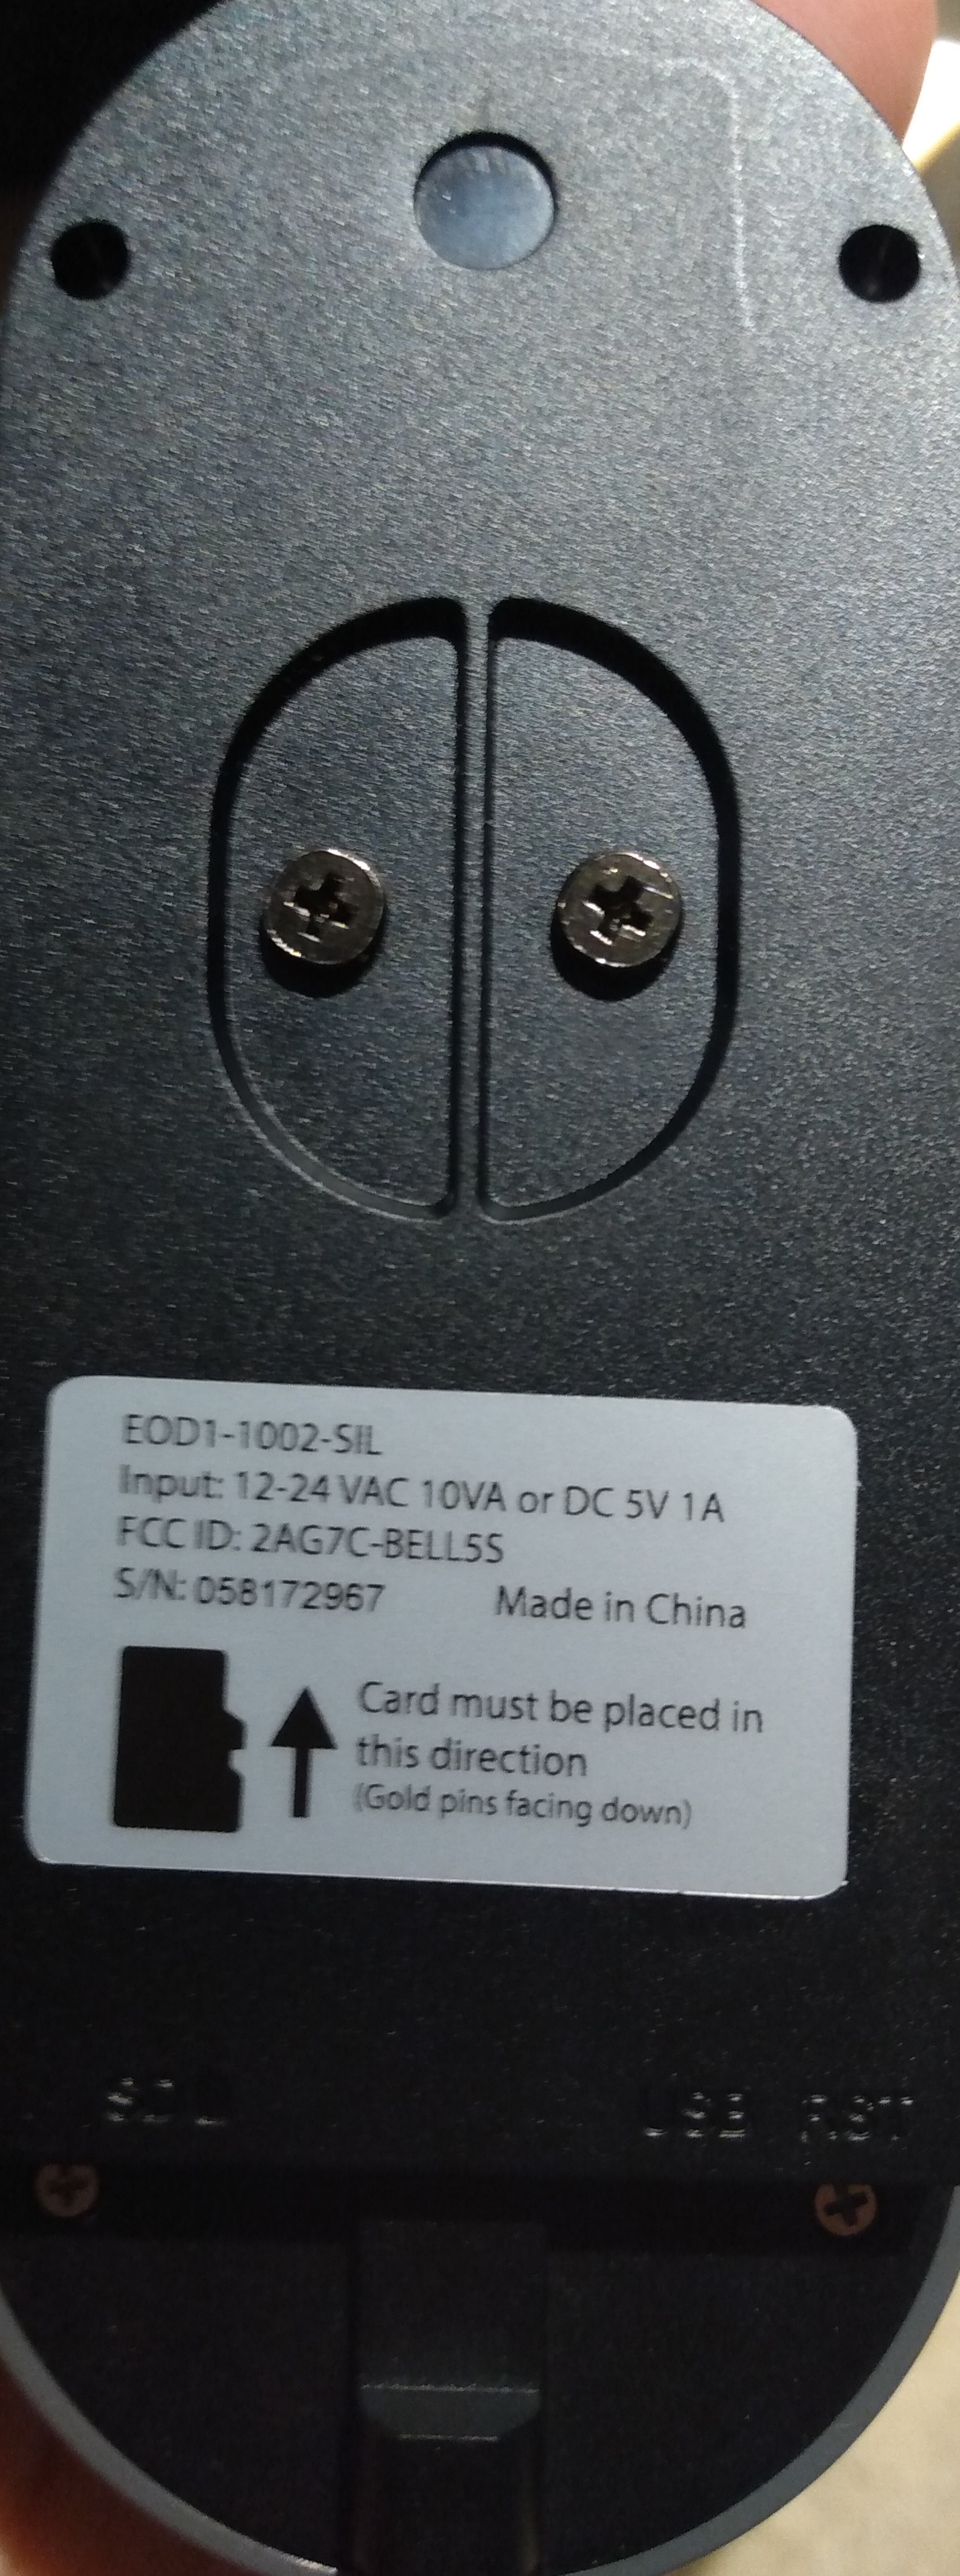 EOD1-1002-SIL
Input: 12-24 VAC 10VA or DC 5V 1A
FCC ID: 2AG7C-BELL5S
S/N: 058172967 Made in China
Card must be placed in
this direction
(Gold pins facing down)
USB RST